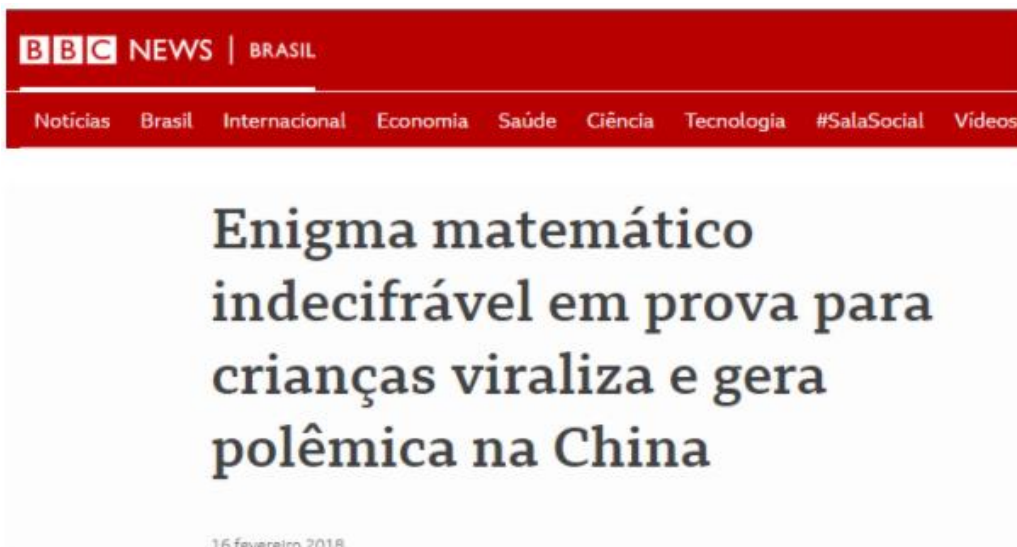 BBC NEWS | BRASIL
Notícias Brasil Internacional Economia Saúde Ciência Tecnologia #SalaSocial Vídeos
Enigma matemático
indecifrável em prova para
crianças viraliza e gera
polêmica na China
16 fevereiro 2018